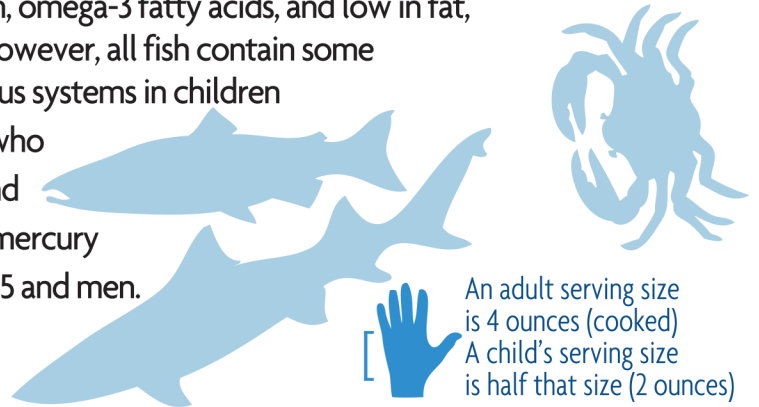 omega-3 fatty acids, and low in fat,
owever, all fish contain some
us systems in children
who
mercury
5 and men.
An adult serving size
is 4 ounces (cooked)
A child's serving size
is half that size (2 ounces)